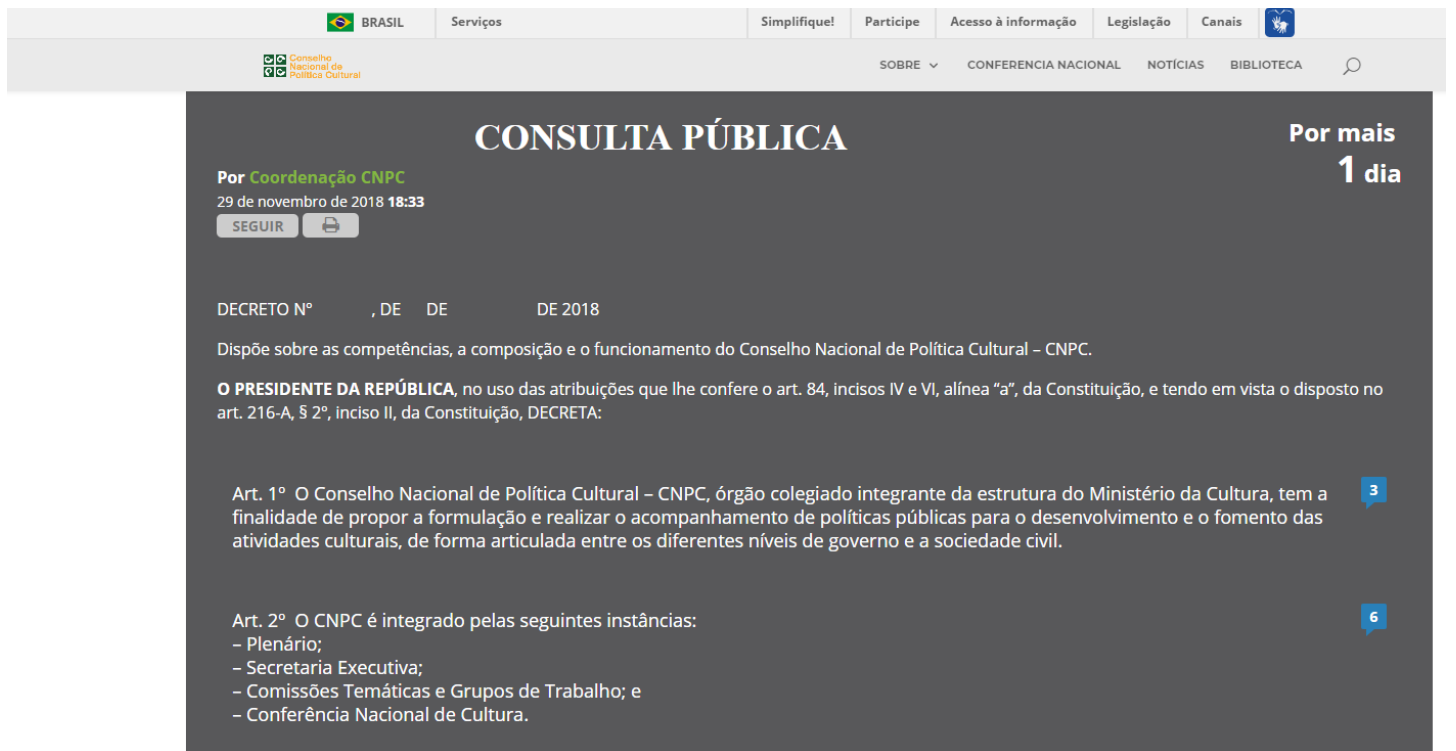 BRASIL Serviços Simplifique! Participe Acesso à informação Legislação Canais
Conselho
Nacional de
Política Cultural
SOBRE CONFERENCIA NACIONAL NOTÍCIAS BIBLIOTECA
CONSULTA PÚBLICA
Por mais
1 dia
Por Coordenação CNPC
29 de novembro de 2018 18:33
SEGUIR
DECRETO Nº , DE DE DE 2018
Dispõe sobre as competências, a composição e o funcionamento do Conselho Nacional de Política Cultural – CNPC.
O PRESIDENTE DA REPÚBLICA, no uso das atribuições que lhe confere o art. 84, incisos IV e VI, alínea “a”, da Constituição, e tendo em vista o disposto no
art. 216-A, § 2º, inciso II, da Constituição, DECRETA:
Art. 1º O Conselho Nacional de Política Cultural – CNPC, órgão colegiado integrante da estrutura do Ministério da Cultura, tem a
finalidade de propor a formulação e realizar o acompanhamento de políticas públicas para o desenvolvimento e o fomento das
atividades culturais, de forma articulada entre os diferentes níveis de governo e a sociedade civil.
3
Art. 2º O CNPC é integrado pelas seguintes instâncias:
6
– Plenário;
– Secretaria Executiva;
– Comissões Temáticas e Grupos de Trabalho; e
– Conferência Nacional de Cultura.